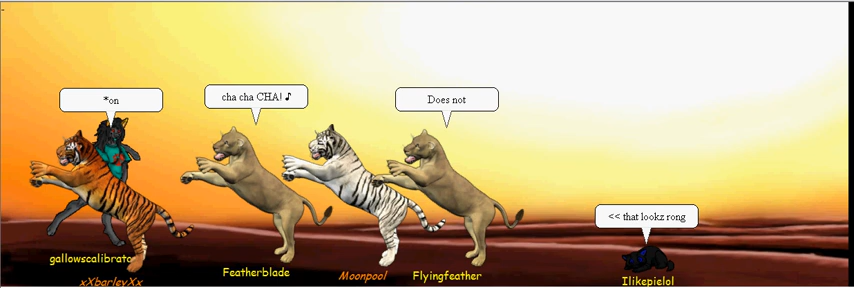 *on
cha cha CHA! ♪
Does not
<< that lookz rong
gallowscalibrator
xXbarleyXx
Featherblade
Moonpool
Flyingfeather
Ilikepielol